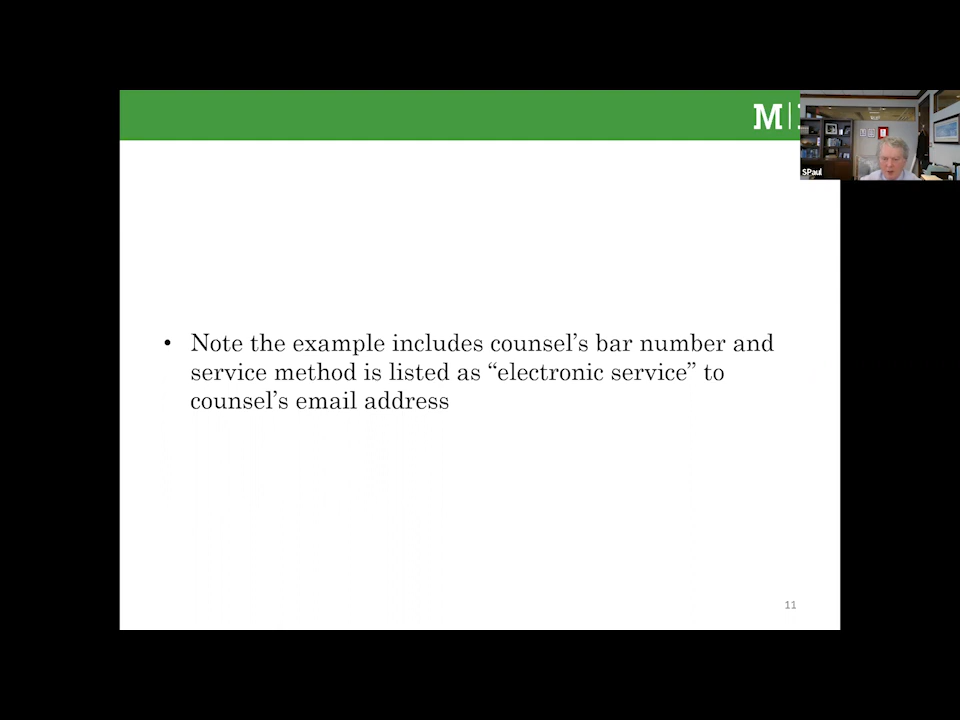 M|
SPaul
• Note the example includes counsel’s bar number and
service method is listed as “electronic service” to
counsel’s email address
11